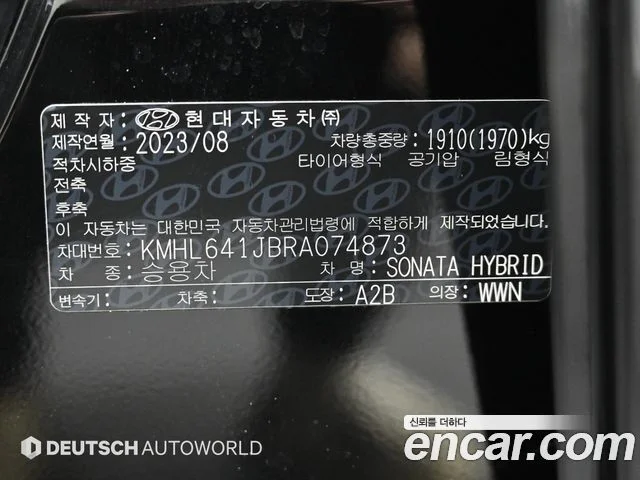 제 작 자 : 현대자동차㈜
제작연월 : 2023/08 차량총중량 : 1910(1970)kg
적차시하중 타이어형식 공기압 림형식
전축
후축
이 자동차는 대한민국 자동차관리법령에 적합하게 제작되었습니다.
차대번호 : KMHL641JBRA074873
차 종 : 승용차 차 명 : SONATA HYBRID
변속기 : 차축 : 도장 : A2B 의장 : WWN
신뢰를 더하다
DEUTSCH AUTOWORLD encar.com